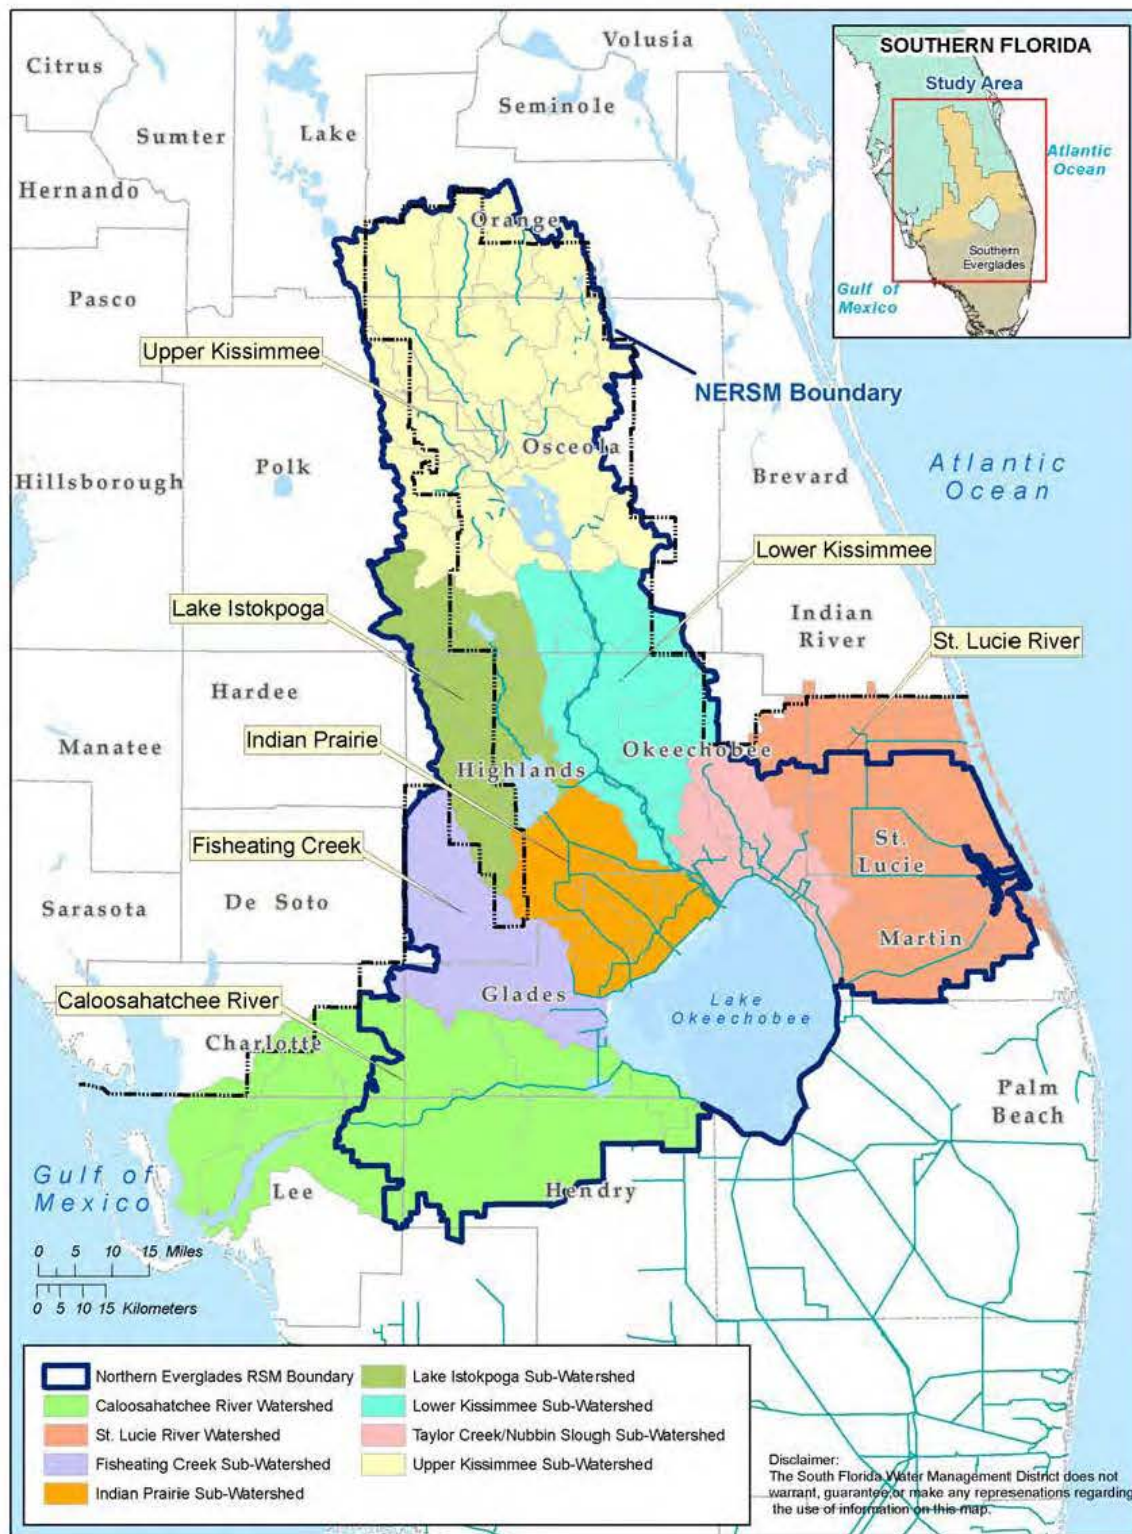 Volusia
Citrus
Seminole
Sumter
Lake
Hernando
Orange
Pasco
SOUTHERN FLORIDA
Study Area
Atlantic
Ocean
Southern
Everglades
Gulf of
Mexico
Upper Kissimmee
NERSM Boundary
Osceola
Polk
Hillsborough
Brevard
Atlantic
Ocean
Lower Kissimmee
Lake Istokpoga
Indian
River
St. Lucie River
Hardee
Manatee
Indian Prairie
Okeechobee
Highlands
Fisheating Creek
St.
Lucie
De Soto
Sarasota
Martin
Caloosahatchee River
Glades
Lake
Okeechobee
Charlotte
Palm
Beach
Gulf of
Mexico
Lee
Hendry
0 5 10 15 Miles
0 5 10 15 Kilometers
Northern Everglades RSM Boundary
Caloosahatchee River Watershed
St. Lucie River Watershed
Fisheating Creek Sub-Watershed
Indian Prairie Sub-Watershed
Lake Istokpoga Sub-Watershed
Lower Kissimmee Sub-Watershed
Taylor Creek/Nubbin Slough Sub-Watershed
Upper Kissimmee Sub-Watershed
Disclaimer:
The South Florida Water Management District does not
warrant, guarantee,or make any represenations regarding
the use of information on this map.